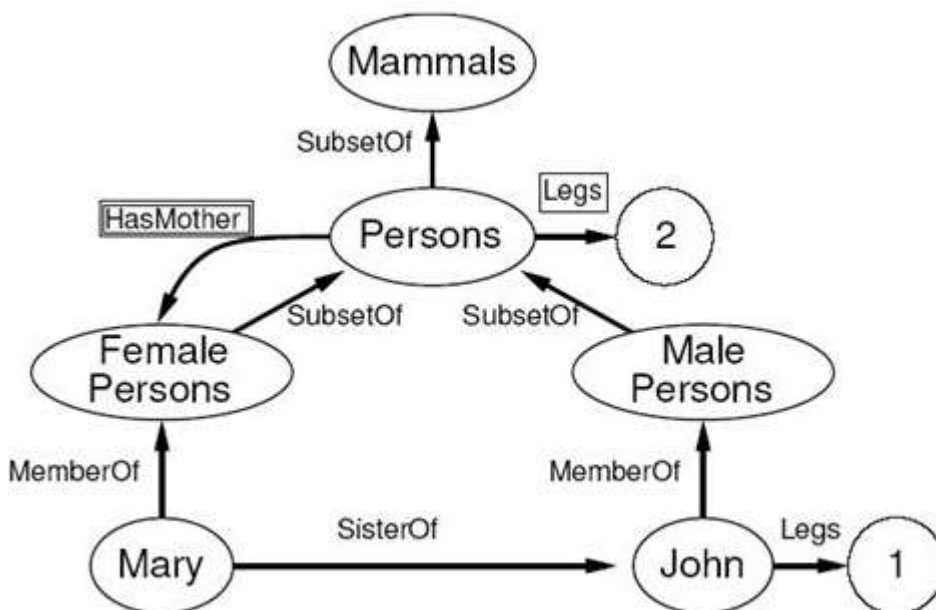 Mammals
SubsetOf
HasMother
Persons
Legs
2
SubsetOf
SubsetOf
Female
Persons
Male
Persons
MemberOf
MemberOf
SisterOf
Legs
Mary
John
1